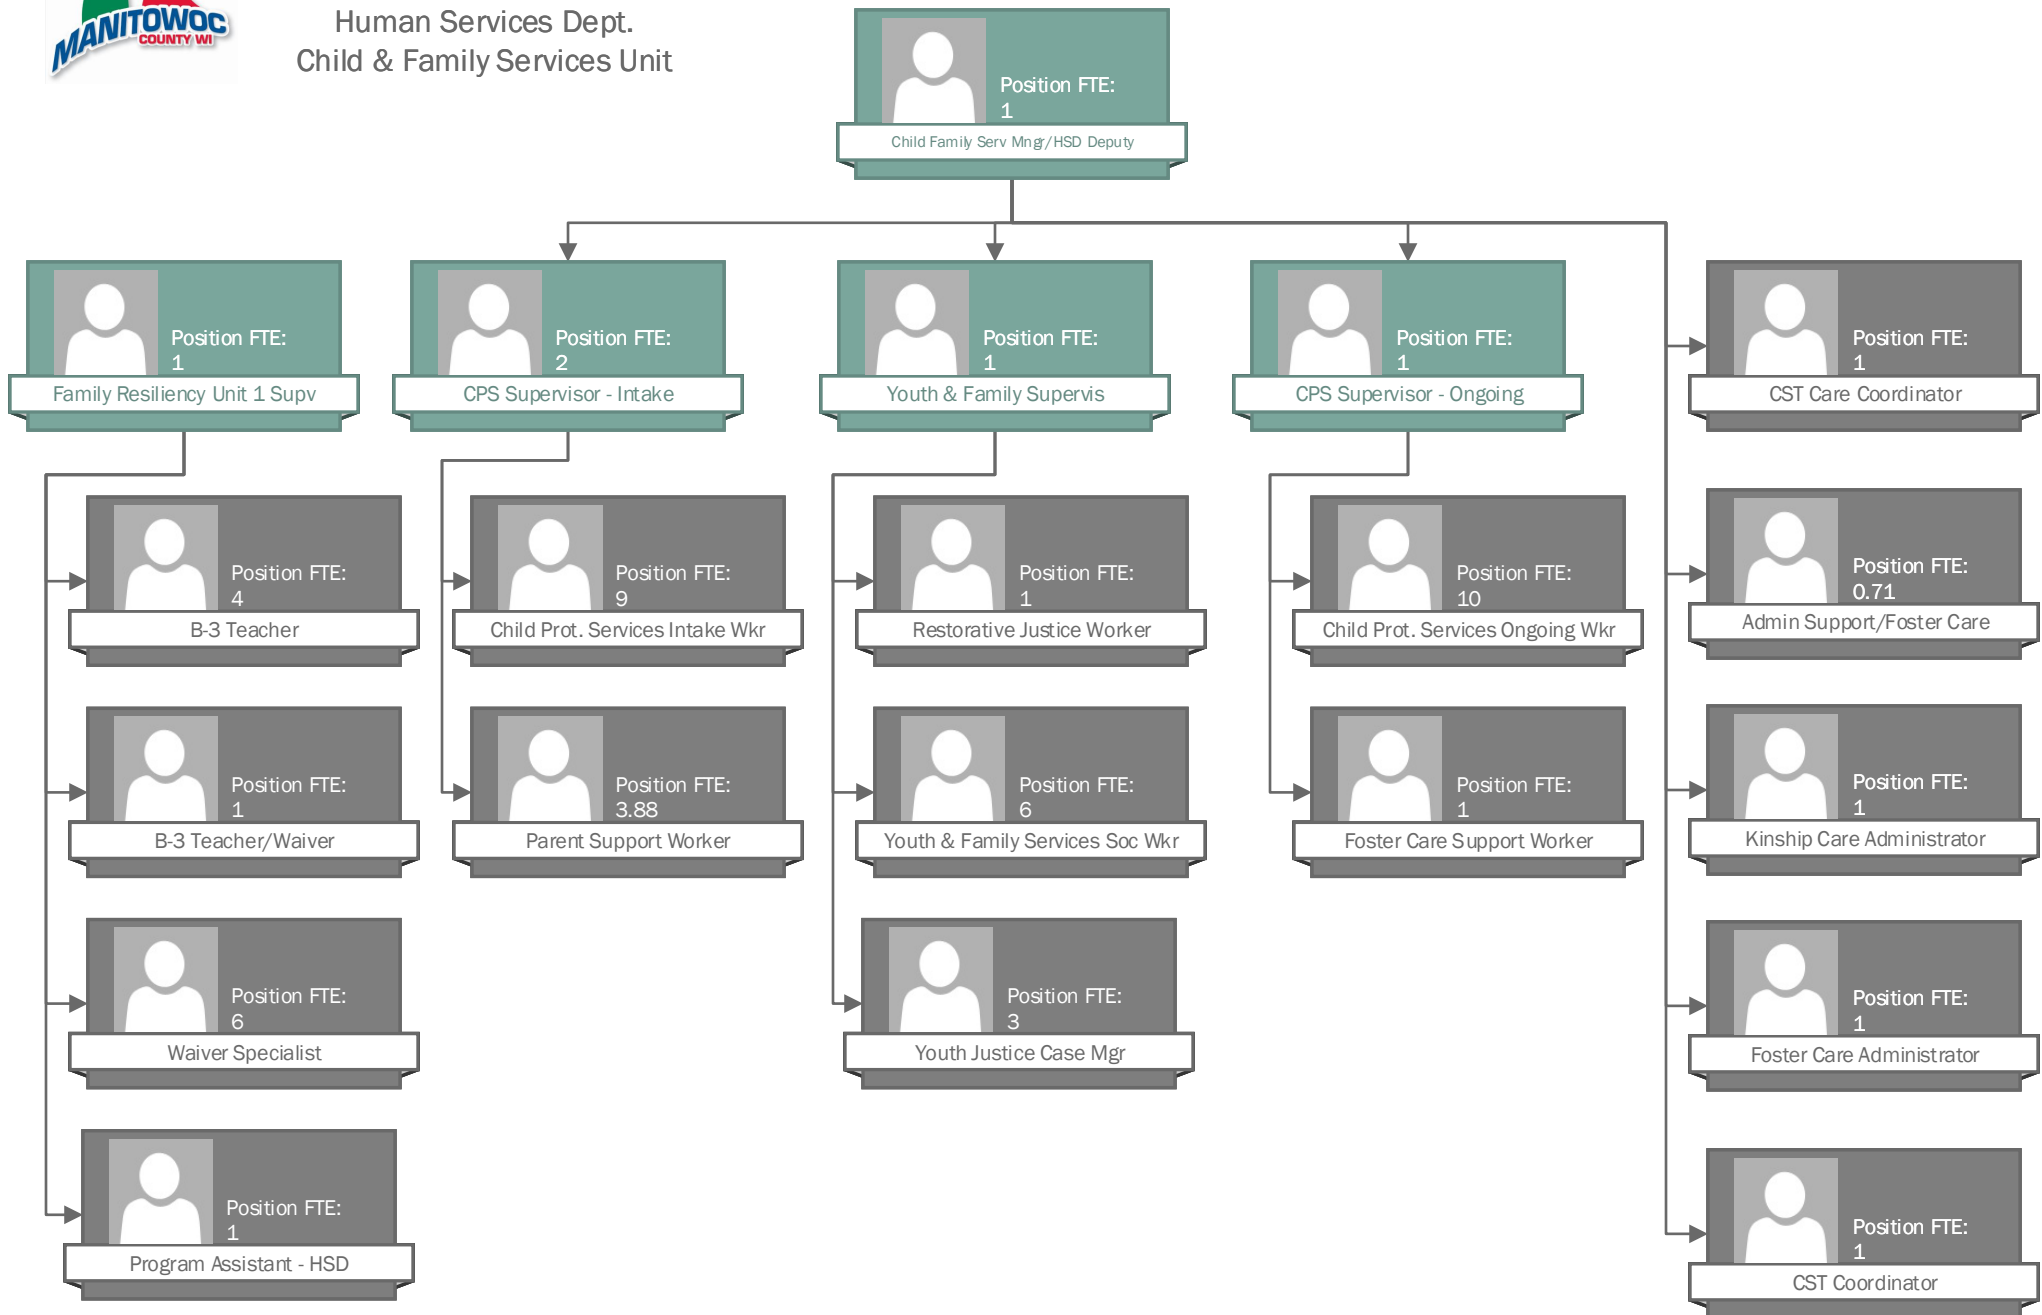 MANITOWOC
COUNTY WI
Human Services Dept.
Child & Family Services Unit
Position FTE:
1
Child Family Serv Mngr/HSD Deputy
Position FTE:
1
Family Resiliency Unit 1 Supv
Position FTE:
2
CPS Supervisor - Intake
Position FTE:
1
Youth & Family Supervis
Position FTE:
1
CPS Supervisor - Ongoing
Position FTE:
1
CST Care Coordinator
Position FTE:
4
B-3 Teacher
Position FTE:
1
B-3 Teacher/Waiver
Position FTE:
6
Waiver Specialist
Position FTE:
1
Program Assistant - HSD
Position FTE:
9
Child Prot. Services Intake Wkr
Position FTE:
3.88
Parent Support Worker
Position FTE:
1
Restorative Justice Worker
Position FTE:
6
Youth & Family Services Soc Wkr
Position FTE:
3
Youth Justice Case Mgr
Position FTE:
10
Child Prot. Services Ongoing Wkr
Position FTE:
1
Foster Care Support Worker
Position FTE:
0.71
Admin Support/Foster Care
Position FTE:
1
Kinship Care Administrator
Position FTE:
1
Foster Care Administrator
Position FTE:
1
CST Coordinator